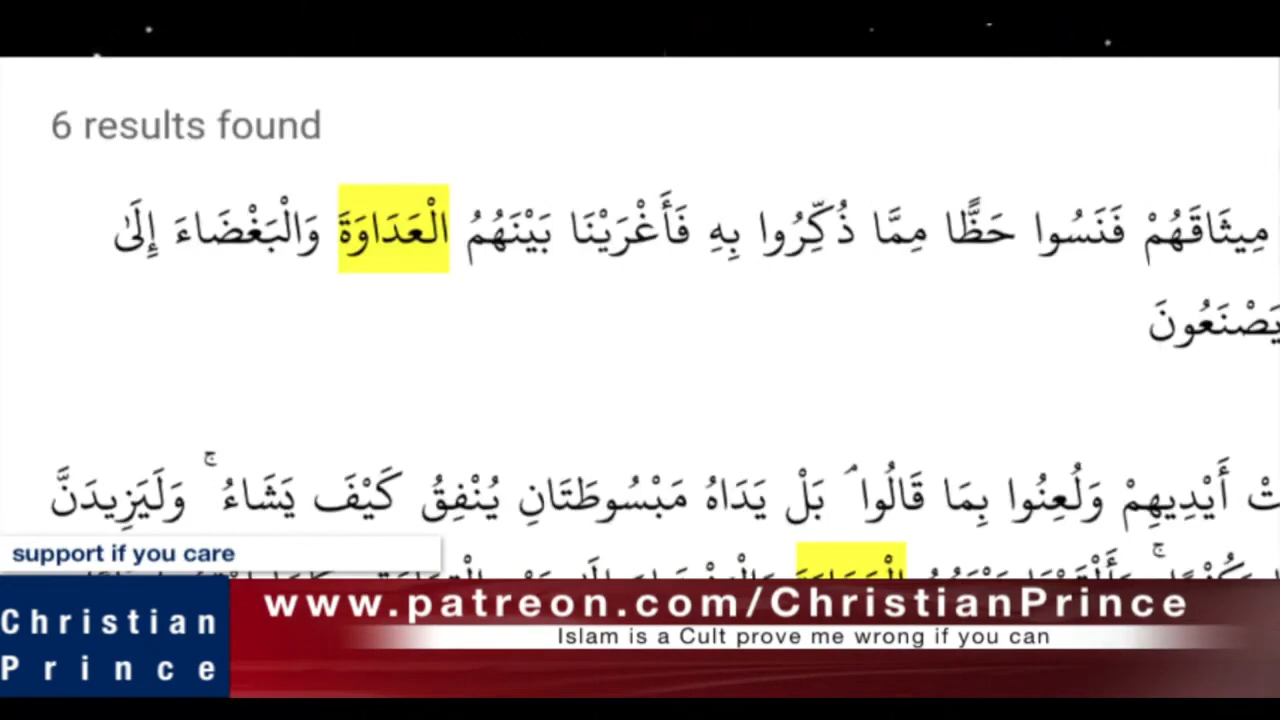 6 results found
مِيثَاقَهُمْ فَنَسُوا حَظًّا مِمَّا ذُكِّرُوا بِهِ فَأَغْرَيْنَا بَيْنَهُمُ الْعَدَاوَةَ وَالْبَغْضَاءَ إِلَىٰ
يَصْنَعُونَ
تْ أَيْدِيهِمْ وَلُعِنُوا بِمَا قَالُوا ۘ بَلْ يَدَاهُ مَبْسُوطَتَانِ يُنْفِقُ كَيْفَ يَشَاءُ ۚ وَلَيَزِيدَنَّ
support if you care
Christian
Prince
www.patreon.com/ChristianPrince
Islam is a Cult prove me wrong if you can